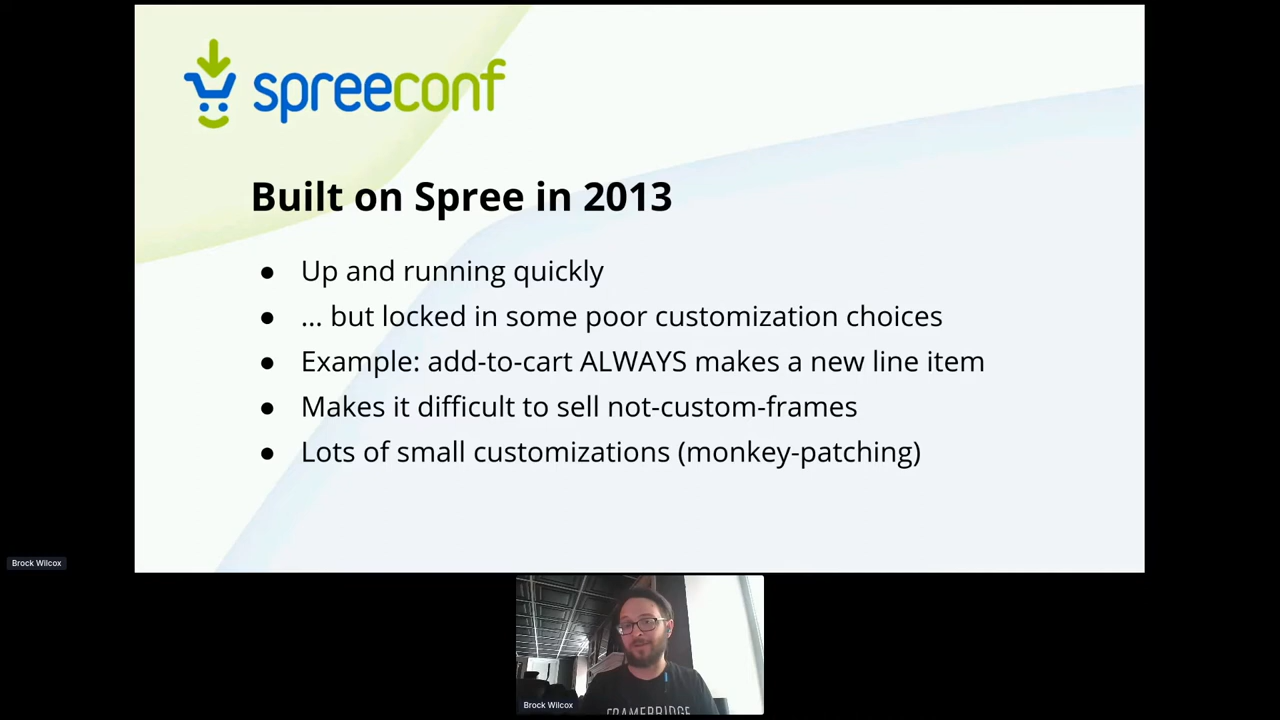 spreeconf
Built on Spree in 2013
● Up and running quickly
● ... but locked in some poor customization choices
● Example: add-to-cart ALWAYS makes a new line item
● Makes it difficult to sell not-custom-frames
● Lots of small customizations (monkey-patching)
Brock Wilcox
Brock Wilcox
FRAMEBRIDGE